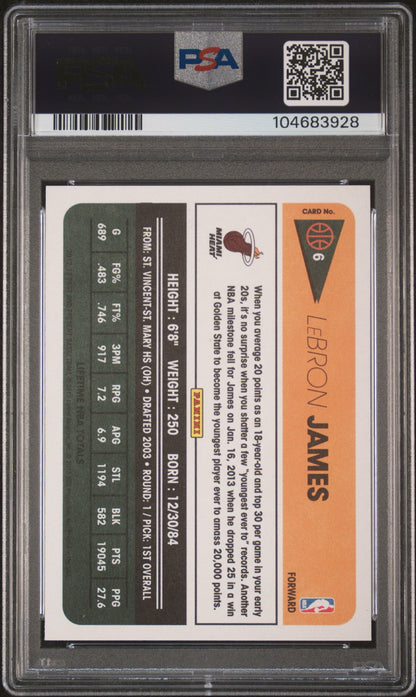 PSA
104683928
CARD No.
6
LEBRON JAMES
FORWARD
NBA
MIAMI
HEAT
When you average 20 points as an 18-year-old and top 30 per game in your early
20s, it's no surprise when you shatter a few "youngest ever to" records. Another
NBA milestone fell for James on Jan. 16, 2013 when he dropped 25 in a win
at Golden State to become the youngest player ever to amass 20,000 points.
PANINI
HEIGHT: 6'8" WEIGHT: 250 BORN: 12/30/84
FROM: ST. VINCENT-ST. MARY HS (OH) • DRAFTED 2003 • ROUND: 1 / PICK: 1ST OVERALL
G FG% FT% 3PM RPG APG STL BLK PTS PPG
689 .483 .746 917 7.2 6.9 1194 582 19045 27.6
LIFETIME NBA TOTALS